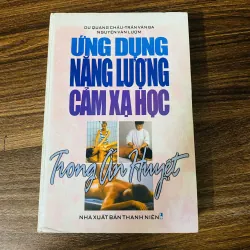 DƯ QUANG CHÂU-TRẦN VĂN BA
NGUYỄN VĂN LƯỢM
ỨNG DỤNG
NĂNG LƯỢNG
CẢM XẠ HỌC
Trong Ấn Huyệt
NHÀ XUẤT BẢN THANH NIÊN